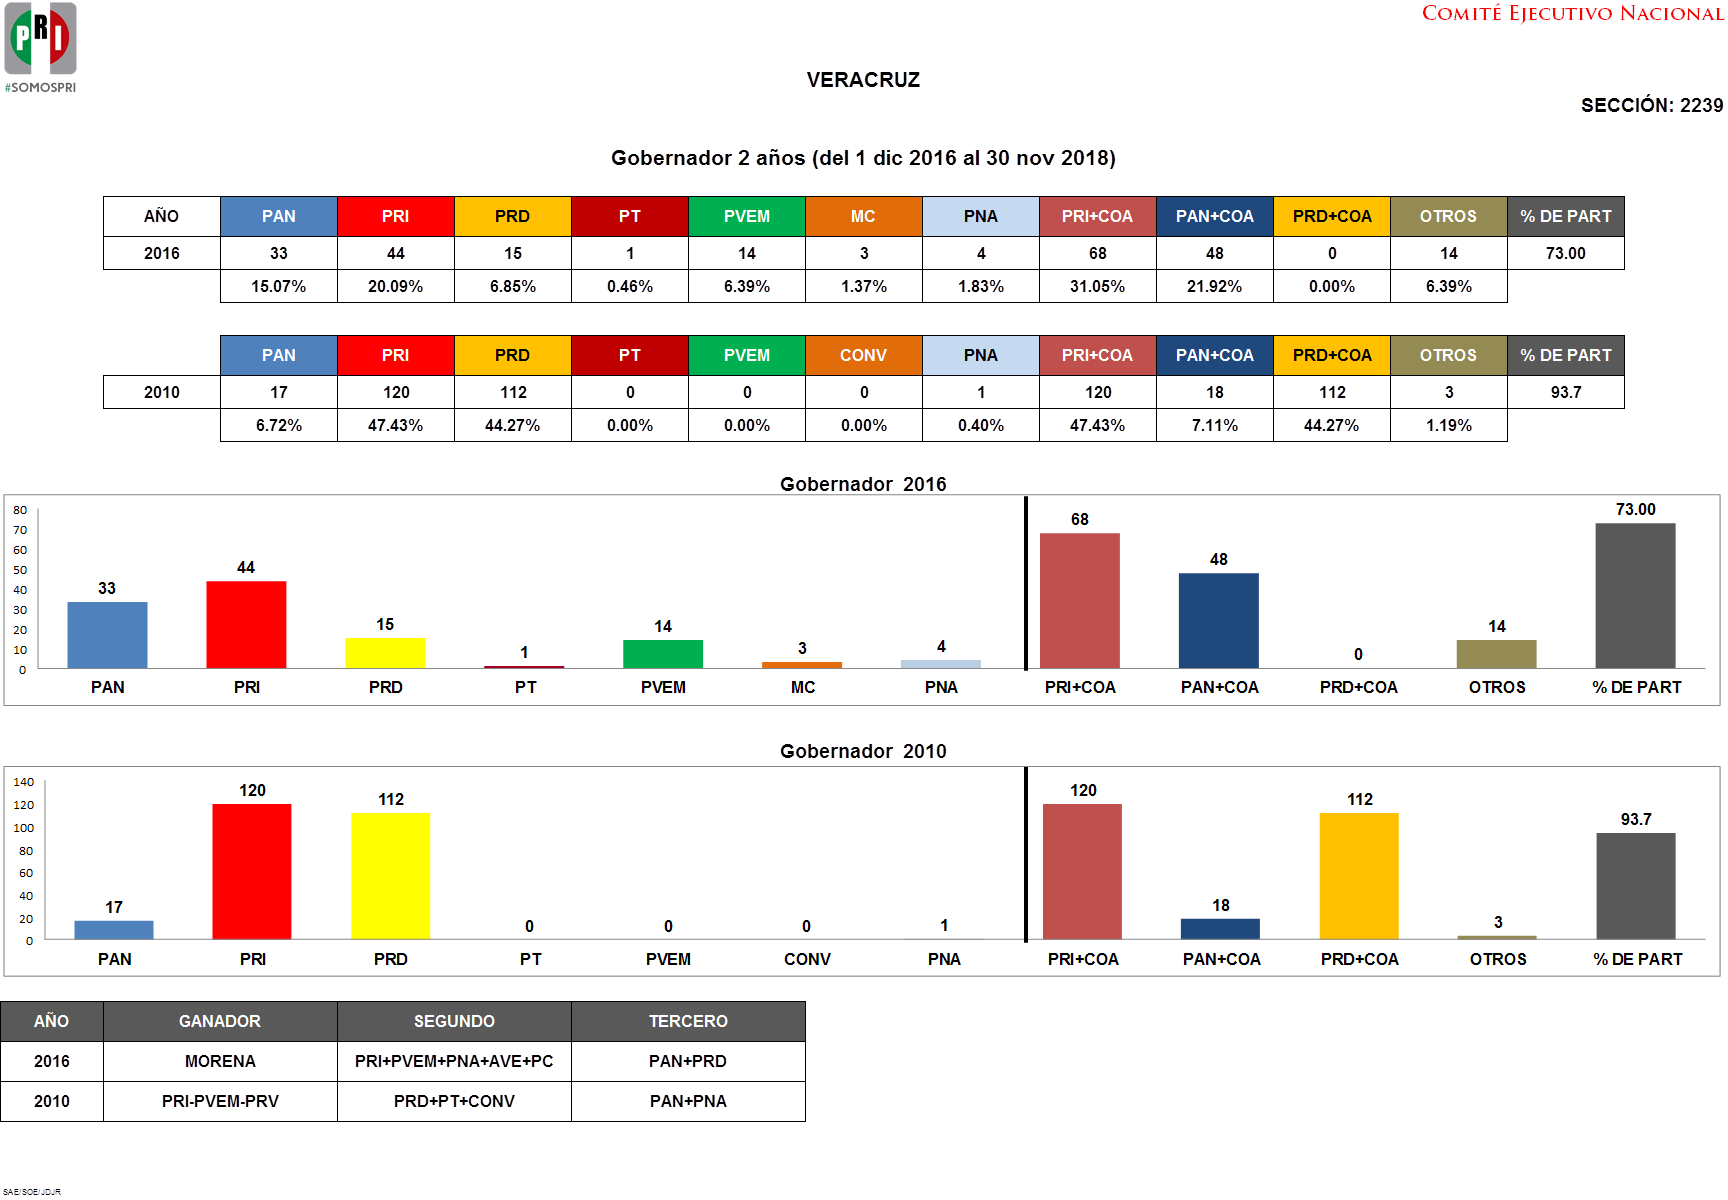 PRI
#SOMOSPRI
COMITÉ EJECUTIVO NACIONAL
VERACRUZ
SECCIÓN: 2239
Gobernador 2 años (del 1 dic 2016 al 30 nov 2018)
AÑO PAN PRI PRD PT PVEM MC PNA PRI+COA PAN+COA PRD+COA OTROS % DE PART
2016 33 44 15 1 14 3 4 68 48 0 14 73.00
15.07% 20.09% 6.85% 0.46% 6.39% 1.37% 1.83% 31.05% 21.92% 0.00% 6.39%
PAN PRI PRD PT PVEM CONV PNA PRI+COA PAN+COA PRD+COA OTROS % DE PART
2010 17 120 112 0 0 0 1 120 18 112 3 93.7
6.72% 47.43% 44.27% 0.00% 0.00% 0.00% 0.40% 47.43% 7.11% 44.27% 1.19%
Gobernador 2016
80
70
60
50
40
30
20
10
0
33 44 15 1 14 3 4 68 48 0 14 73.00
PAN PRI PRD PT PVEM MC PNA PRI+COA PAN+COA PRD+COA OTROS % DE PART
Gobernador 2010
140
120
100
80
60
40
20
0
17 120 112 0 0 0 1 120 18 112 3 93.7
PAN PRI PRD PT PVEM CONV PNA PRI+COA PAN+COA PRD+COA OTROS % DE PART
AÑO GANADOR SEGUNDO TERCERO
2016 MORENA PRI+PVEM+PNA+AVE+PC PAN+PRD
2010 PRI-PVEM-PRV PRD+PT+CONV PAN+PNA
SAE/SOE/JDJR